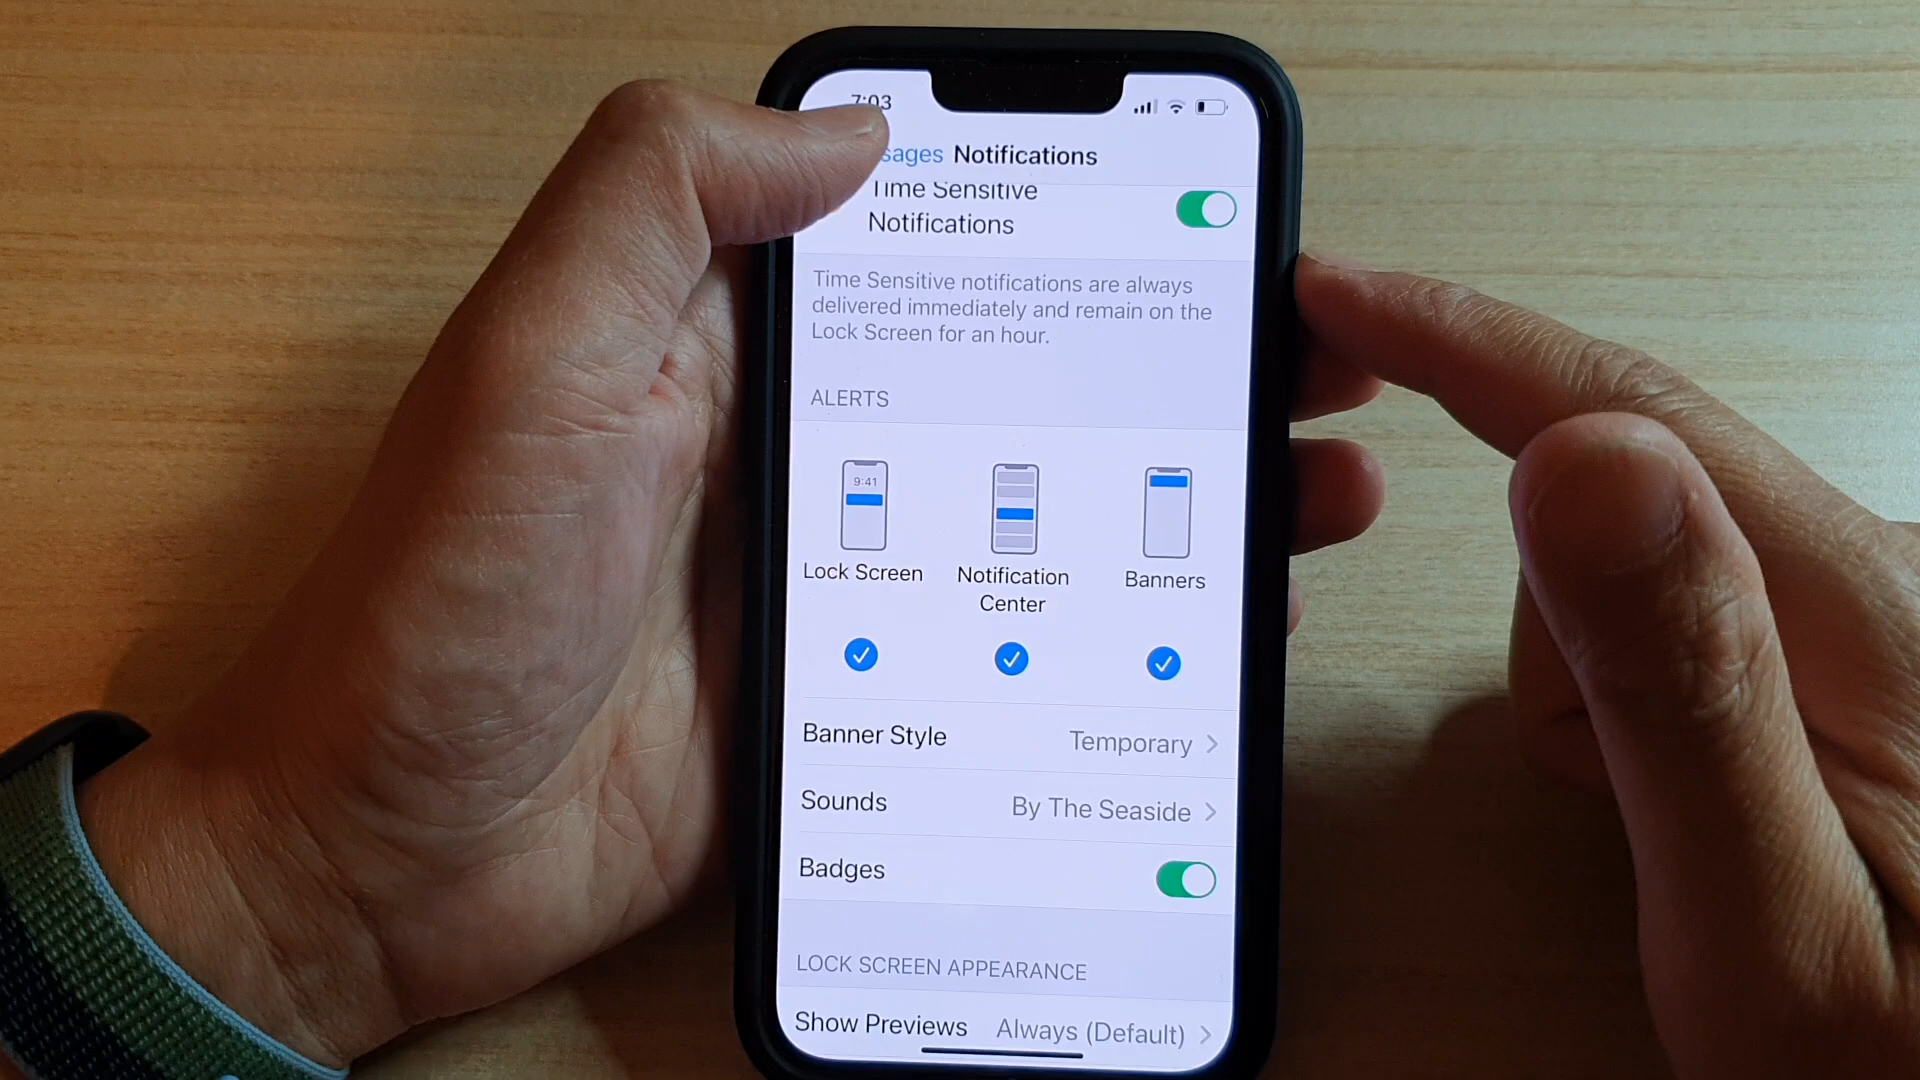 7:03
sages Notifications
Time Sensitive
Notifications
Time Sensitive notifications are always
delivered immediately and remain on the
Lock Screen for an hour.
ALERTS
9:41
Lock Screen
Notification
Center
Banners
Banner Style Temporary
Sounds By The Seaside
Badges
LOCK SCREEN APPEARANCE
Show Previews Always (Default)